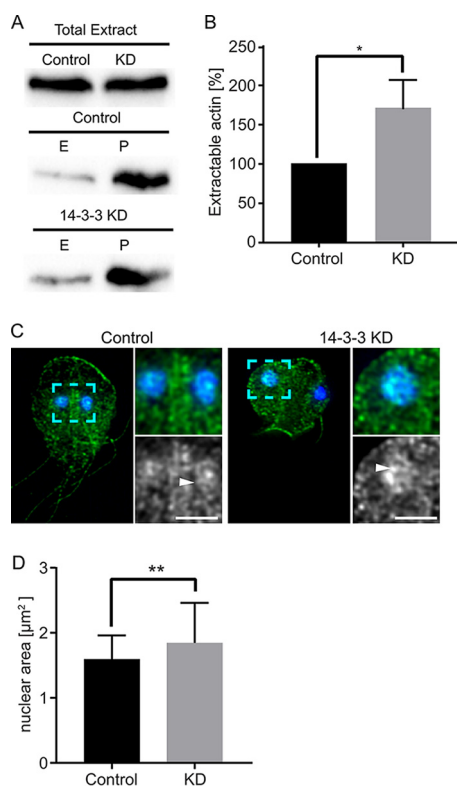 A
Total Extract
Control KD
Control
E P
14-3-3 KD
E P
B
Extractable actin [%]
250
200
150
100
50
0
*
Control KD
C
Control 14-3-3 KD
D
nuclear area [µm²]
3
2
1
0
**
Control KD